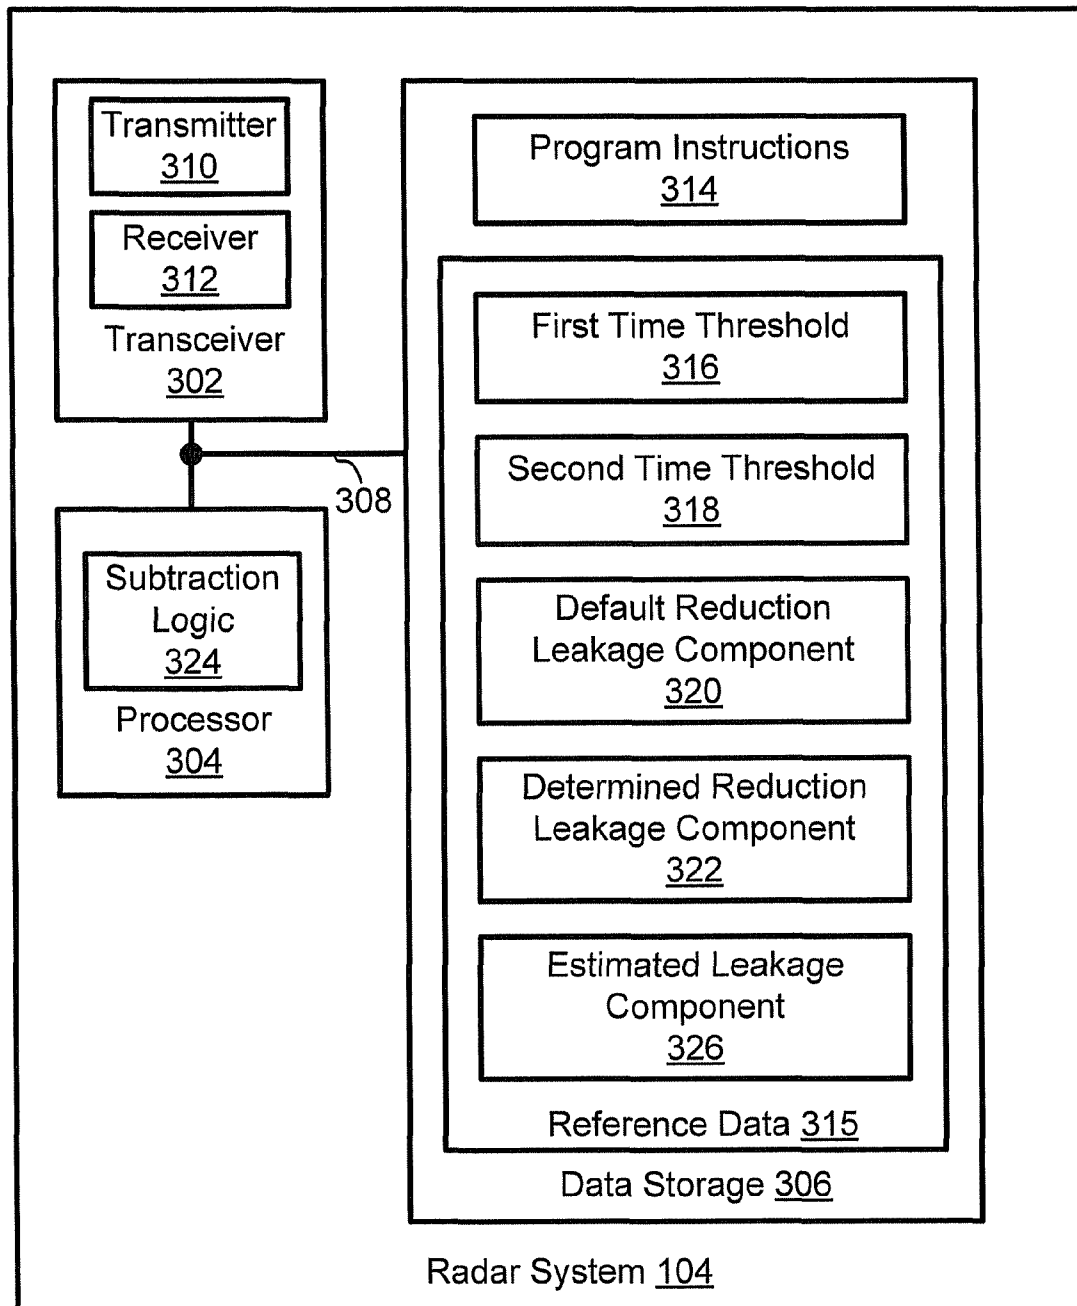 Transmitter
310
Receiver
312
Transceiver
302
308
Subtraction
Logic
324
Processor
304
Program Instructions
314
First Time Threshold
316
Second Time Threshold
318
Default Reduction
Leakage Component
320
Determined Reduction
Leakage Component
322
Estimated Leakage
Component
326
Reference Data 315
Data Storage 306
Radar System 104